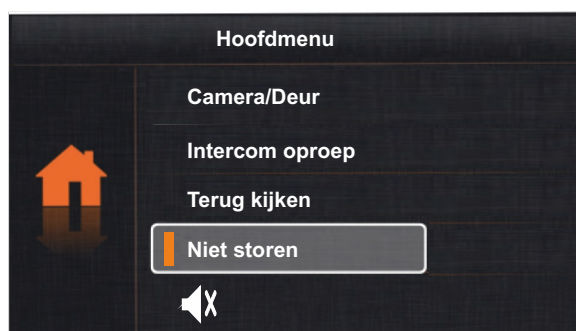 Hoofdmenu
Camera/Deur
Intercom oproep
Terug kijken
Niet storen